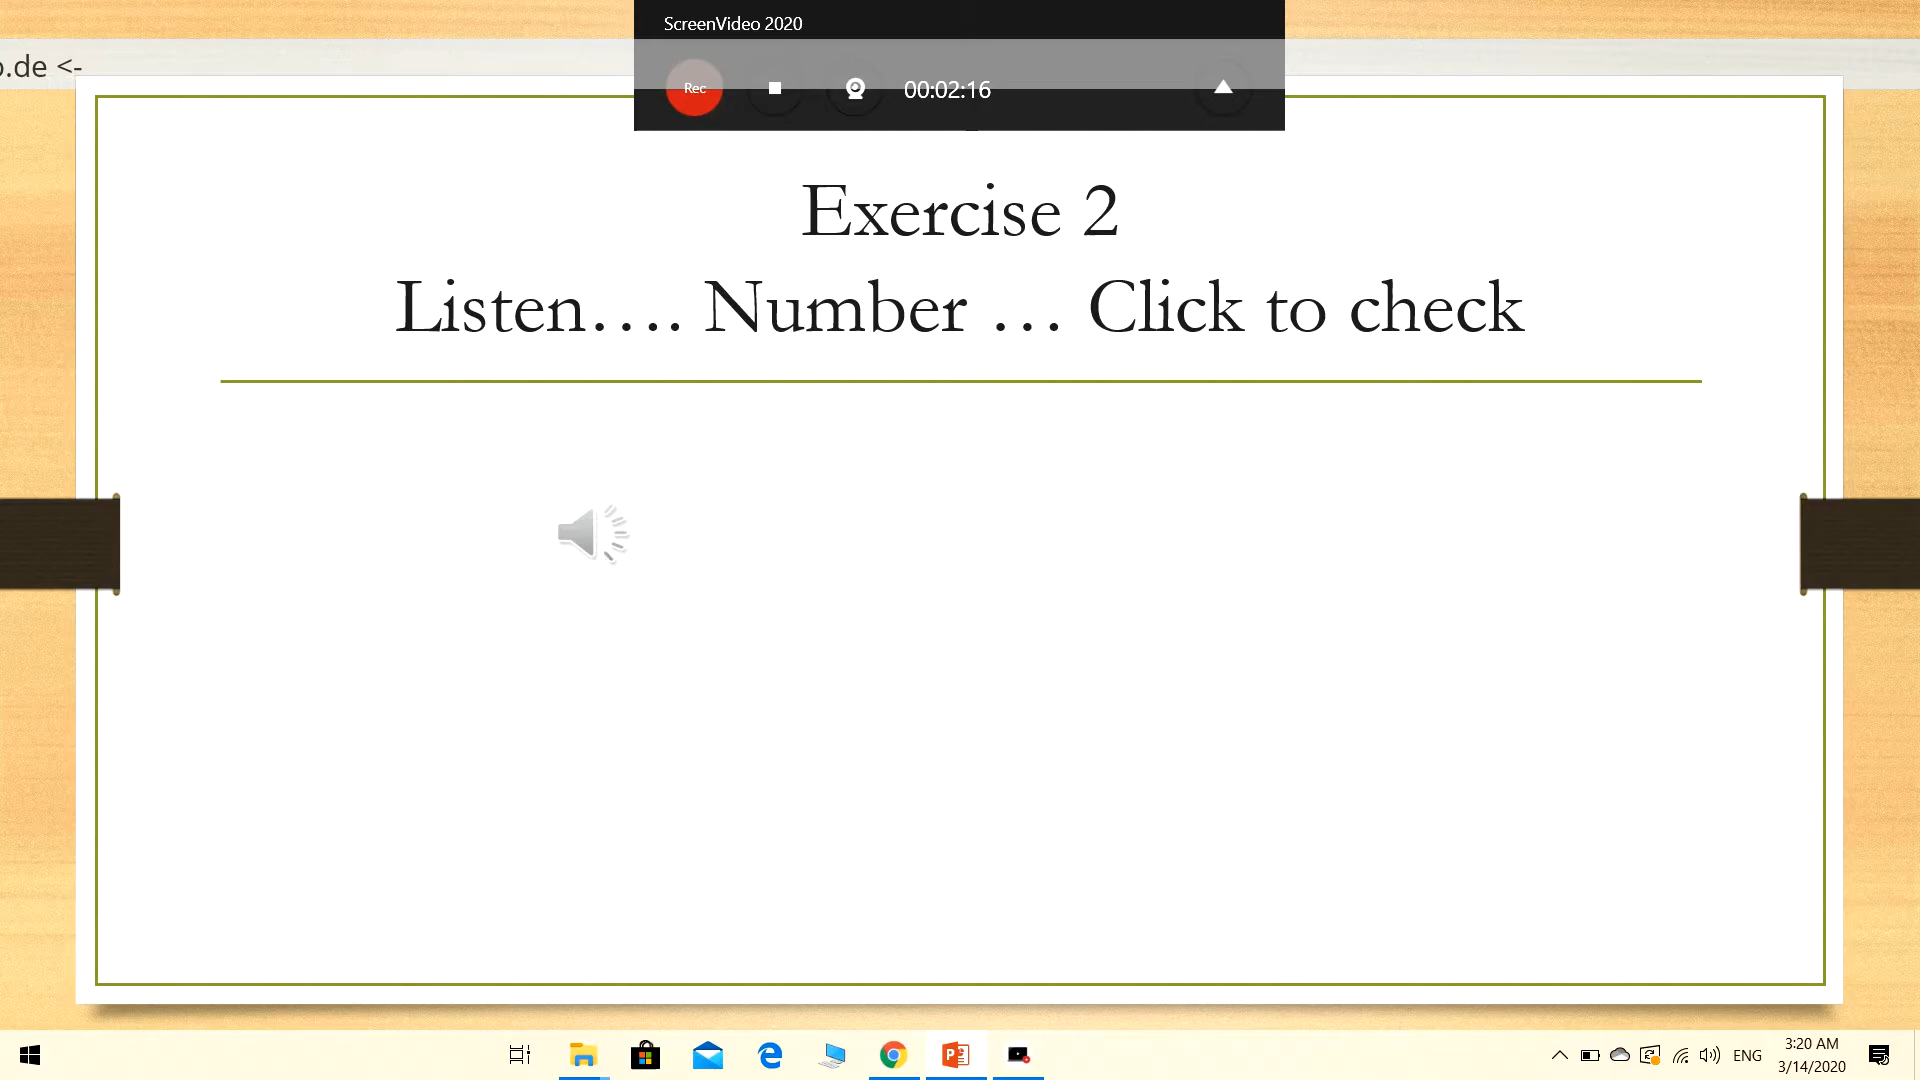 ScreenVideo 2020
.de <-
Rec
00:02:16
Exercise 2
Listen…. Number … Click to check
ENG
3:20 AM
3/14/2020